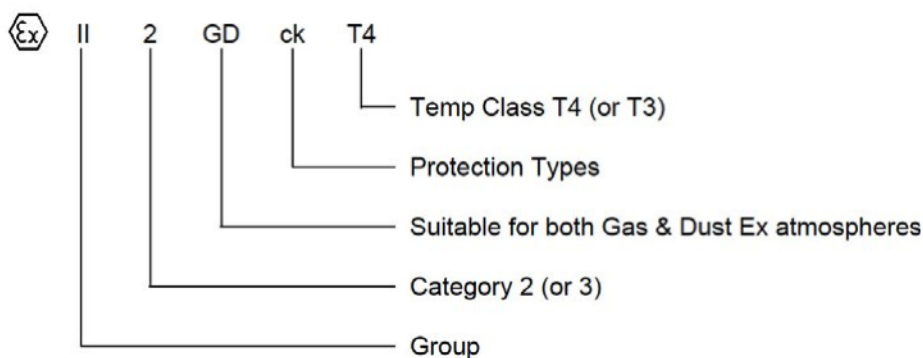 Ex II 2 GD ck T4
Temp Class T4 (or T3)
Protection Types
Suitable for both Gas & Dust Ex atmospheres
Category 2 (or 3)
Group